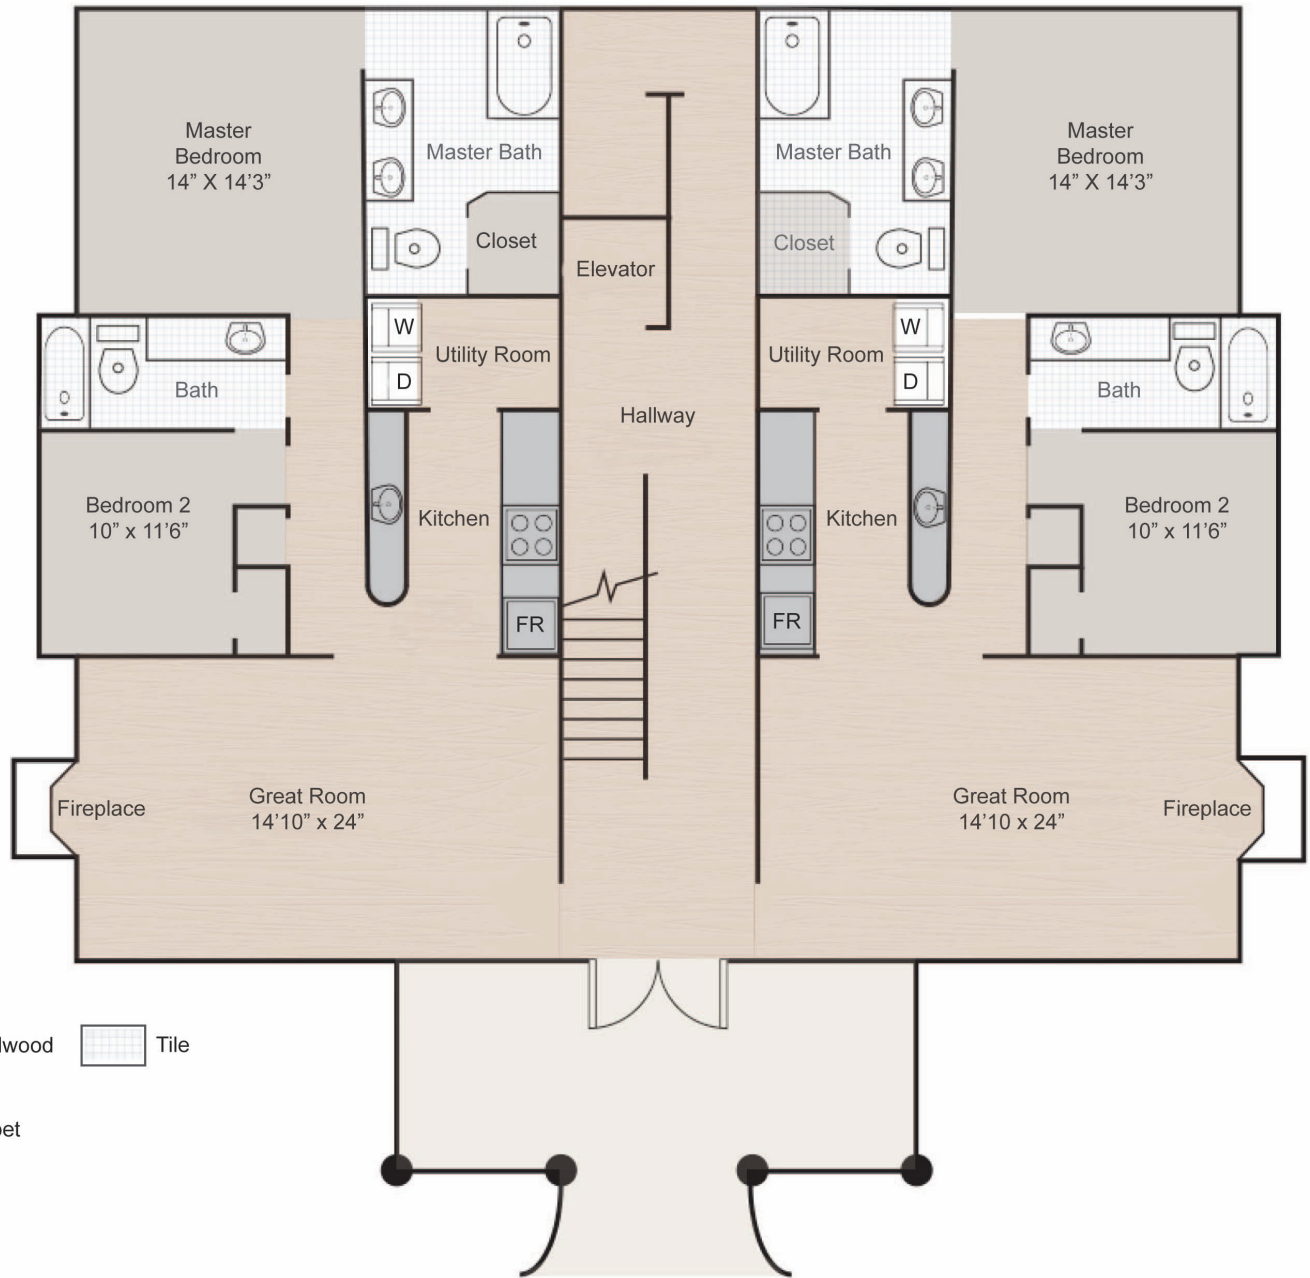 Master
Bedroom
14” X 14’3”
Master Bath
Closet
Elevator
Master Bath
Closet
Master
Bedroom
14” X 14’3”
W
D
Utility Room
Utility Room
W
D
Bath
Hallway
Bath
Bedroom 2
10” x 11’6”
Kitchen
FR
Kitchen
FR
Bedroom 2
10” x 11’6”
Fireplace
Great Room
14’10” x 24”
Great Room
14’10 x 24”
Fireplace
Tile